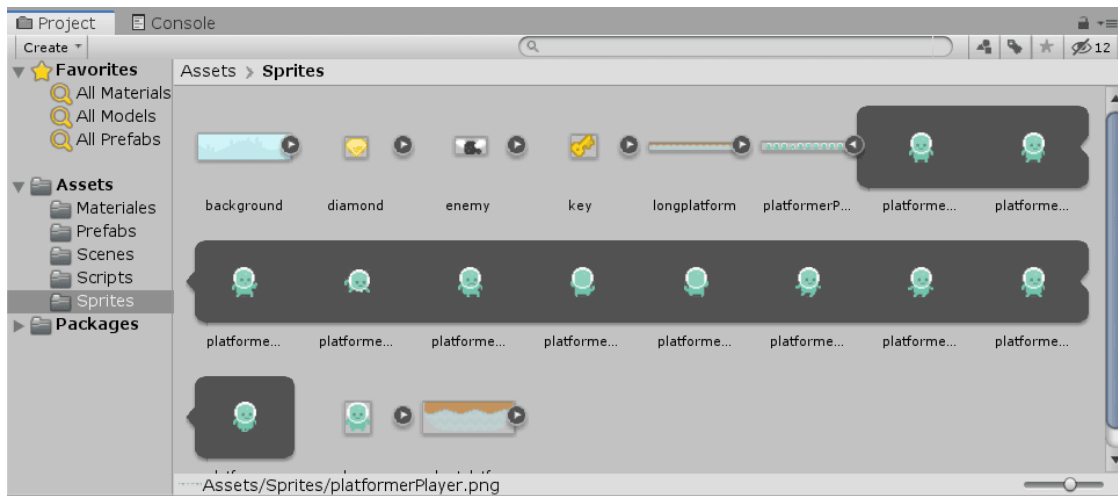 Project Console
Create 12
Favorites
All Materials
All Models
All Prefabs
Assets
Materiales
Prefabs
Scenes
Scripts
Sprites
Packages
Assets > Sprites
background diamond enemy key longplatform platformerP... platforme... platforme...
platforme... platforme... platforme... platforme... platforme... platforme... platforme... platforme...
Assets/Sprites/platformerPlayer.png